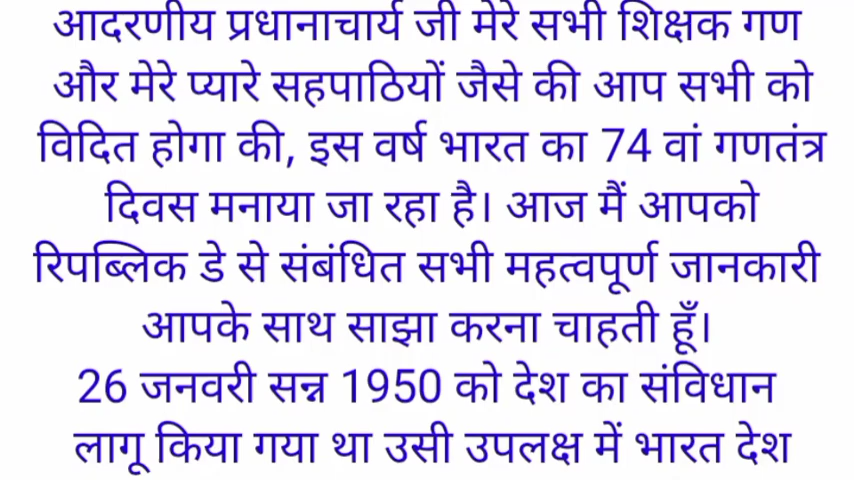 आदरणीय प्रधानाचार्य जी मेरे सभी शिक्षक गण
और मेरे प्यारे सहपाठियों जैसे की आप सभी को
विदित होगा की, इस वर्ष भारत का 74 वां गणतंत्र
दिवस मनाया जा रहा है। आज मैं आपको
रिपब्लिक डे से संबंधित सभी महत्वपूर्ण जानकारी
आपके साथ साझा करना चाहती हूँ।
26 जनवरी सन्न 1950 को देश का संविधान
लागू किया गया था उसी उपलक्ष में भारत देश